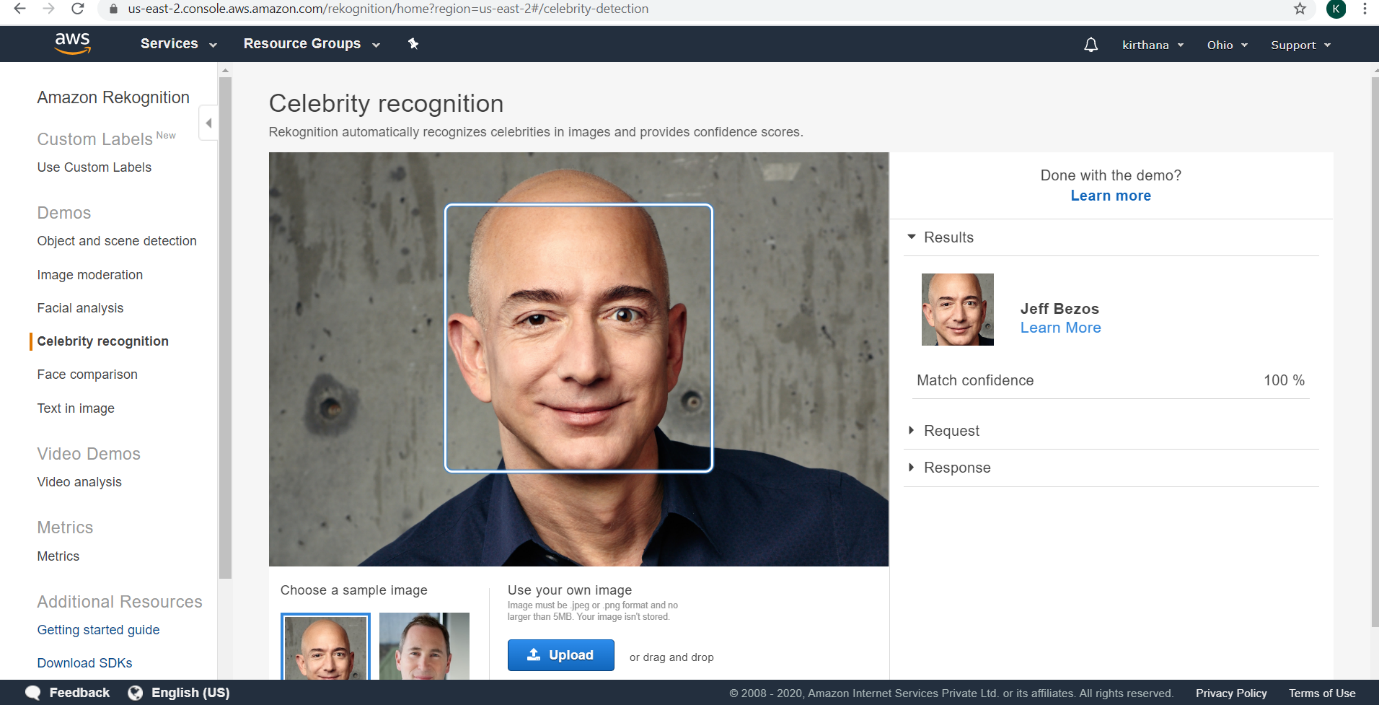 us-east-2.console.aws.amazon.com/rekognition/home?region=us-east-2#/celebrity-detection
K
aws
Services
Resource Groups
kirthana
Ohio
Support
Amazon Rekognition
Custom Labels New
Use Custom Labels
Demos
Object and scene detection
Image moderation
Facial analysis
Celebrity recognition
Face comparison
Text in image
Video Demos
Video analysis
Metrics
Metrics
Additional Resources
Getting started guide
Download SDKs
Celebrity recognition
Rekognition automatically recognizes celebrities in images and provides confidence scores.
Choose a sample image
Use your own image
Image must be .jpeg or .png format and no
larger than 5MB. Your image isn't stored.
Upload
or drag and drop
Done with the demo?
Learn more
Results
Jeff Bezos
Learn More
Match confidence 100 %
Request
Response
Feedback
English (US)
© 2008 - 2020, Amazon Internet Services Private Ltd. or its affiliates. All rights reserved.
Privacy Policy
Terms of Use